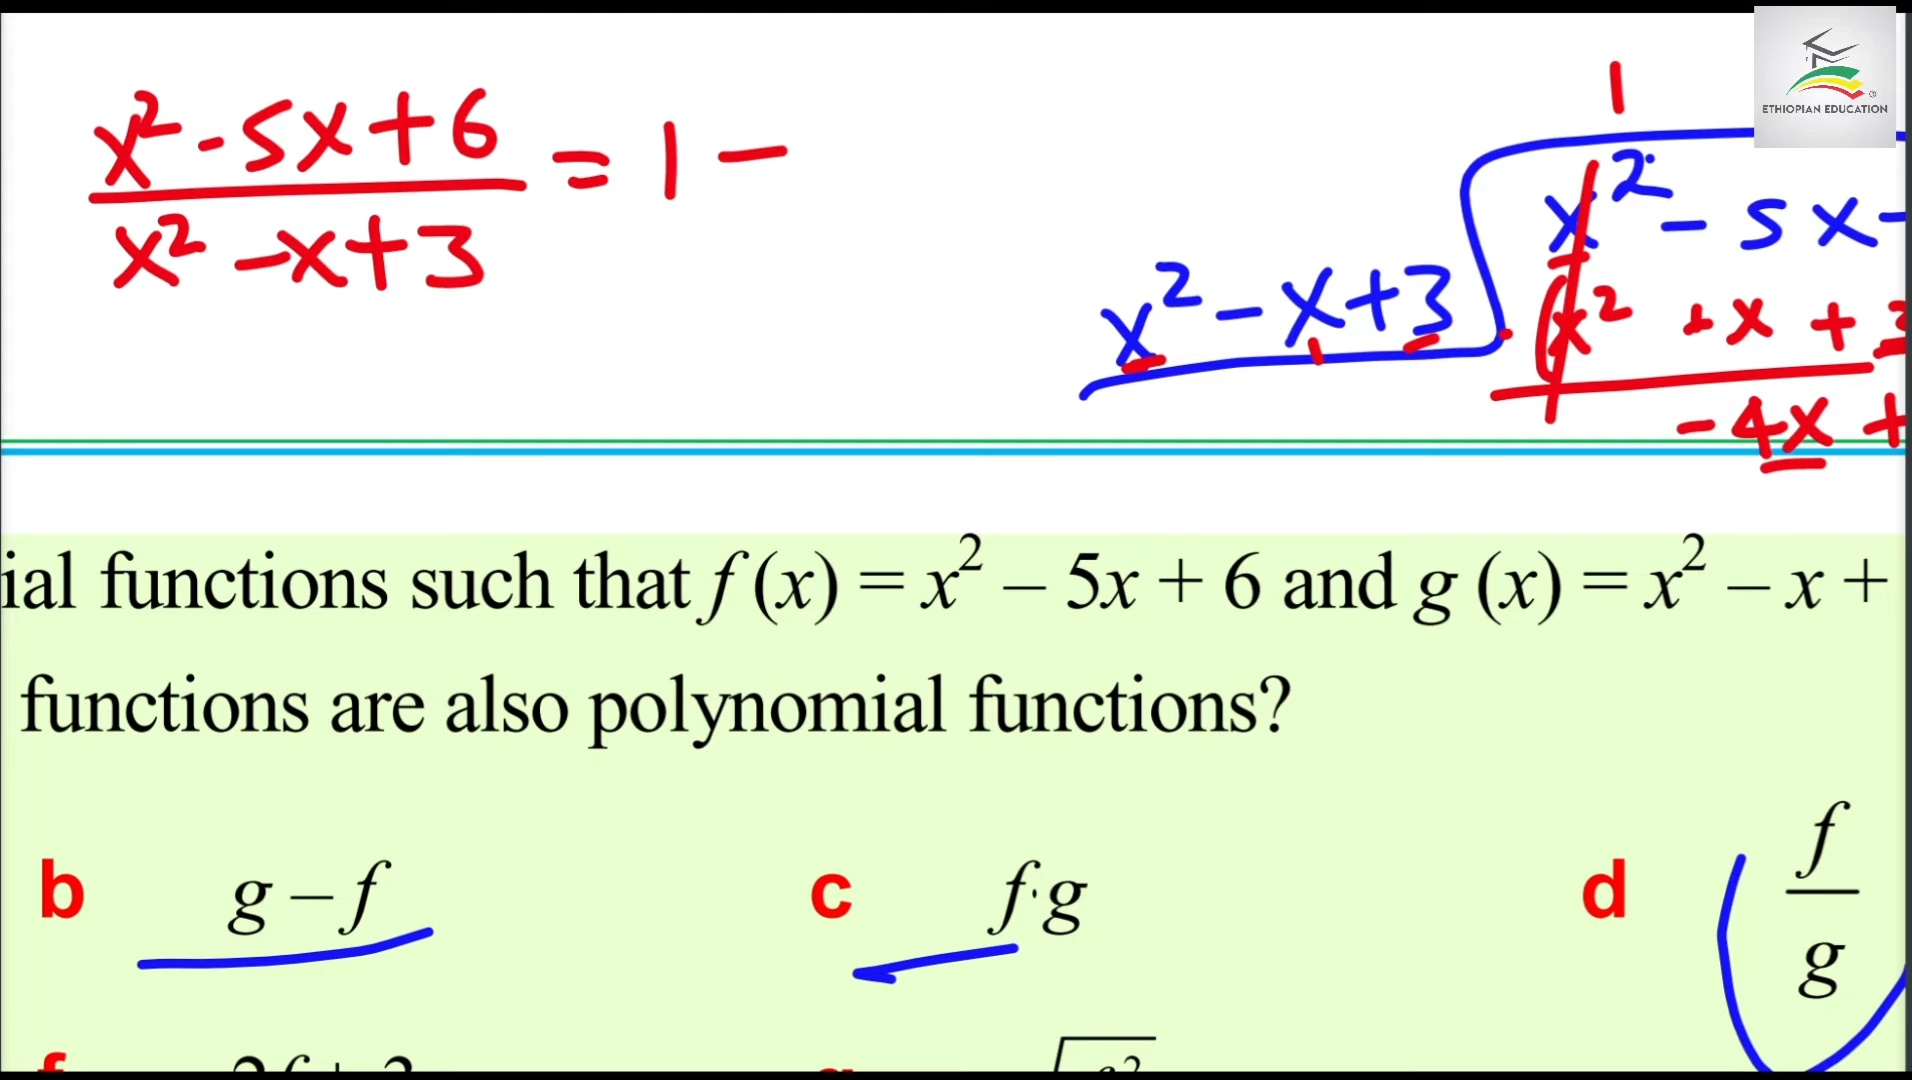 ETHIOPIAN EDUCATION
x² - 5x + 6
x² - x + 3
= 1 -
1
x² - x + 3
x² - 5x -
x² + x +
- 4x +
ial functions such that f (x) = x² – 5x + 6 and g (x) = x² – x +
functions are also polynomial functions?
b g – f c f·g d f/g